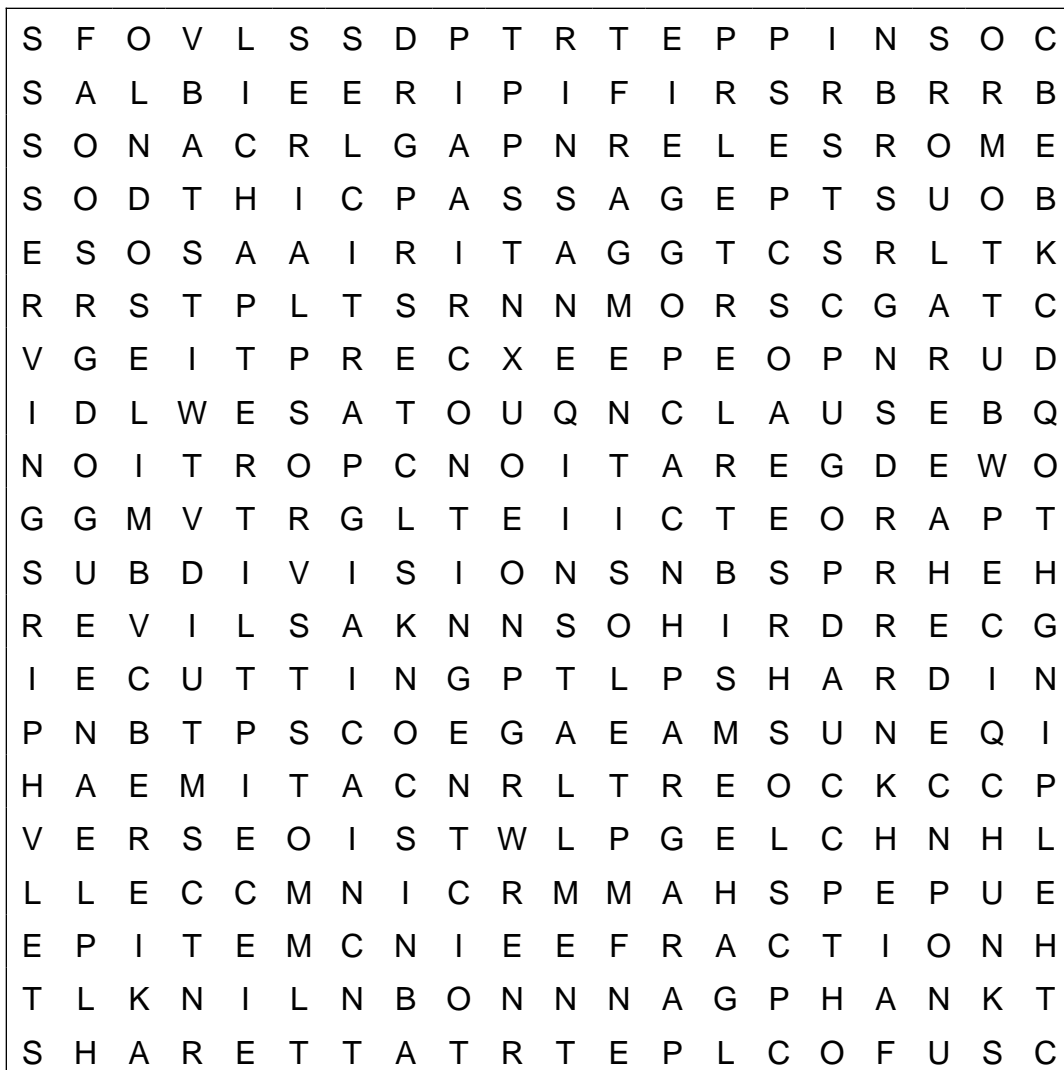 S F O V L S S D P T R T E P P I N S O C
S A L B I E E R I P I F I R S R B R R B
S O N A C R L G A P N R E L E S R O M E
S O D T H I C P A S S A G E P T S U O B
E S O S A A I R I T A G G T C S R L T K
R R S T P L T S R N N M O R S C G A T C
V G E I T P R E C X E E P E O P N R U D
I D L W E S A T O U Q N C L A U S E B Q
N O I T R O P C N O I T A R E G D E W O
G G M V T R G L T E I I C T E O R A P T
S U B D I V I S I O N S N B S P R H E H
R E V I L S A K N N S O H I R D R E C G
I E C U T T I N G P T L P S H A R D I N
P N B T P S C O E G A E A M S U N E Q I
H A E M I T A C N R L T R E O C K C C P
V E R S E O I S T W L P G E L C H N H L
L L E C C M N I C R M M A H S P E P U E
E P I T E M C N I E E F R A C T I O N H
T L K N I L N B O N N N A G P H A N K T
S H A R E T T A T R T E P L C O F U S C